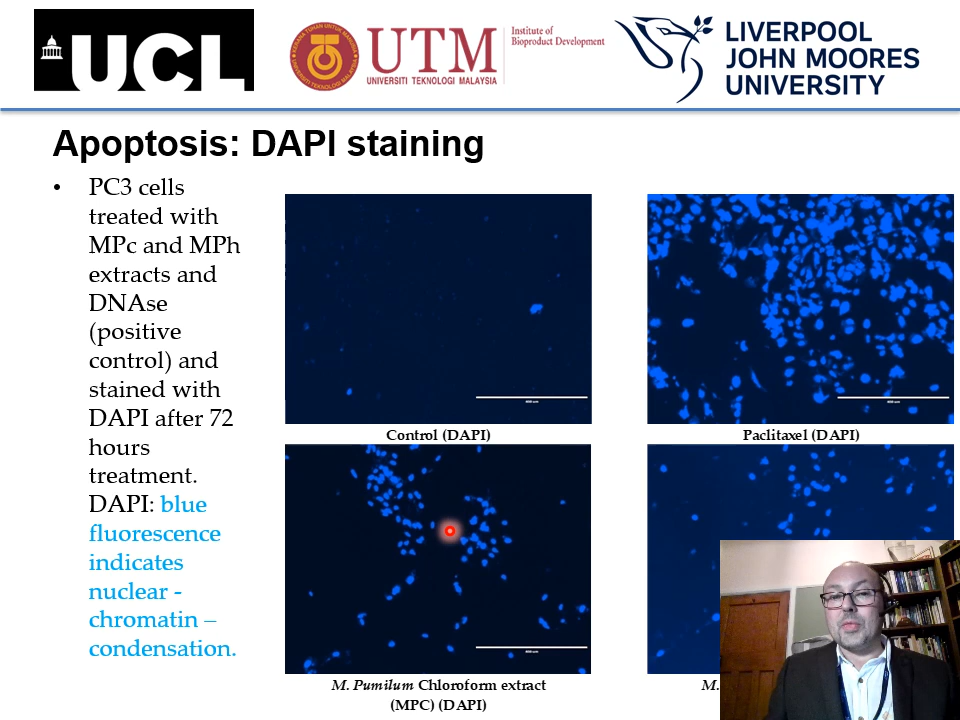 UCL
UTM
UNIVERSITI TEKNOLOGI MALAYSIA
Institute of
Bioproduct Development
LIVERPOOL
JOHN MOORES
UNIVERSITY
Apoptosis: DAPI staining
• PC3 cells
treated with
MPc and MPh
extracts and
DNAse
(positive
control) and
stained with
DAPI after 72
hours
treatment.
DAPI: blue
fluorescence
indicates
nuclear -
chromatin –
condensation.
Control (DAPI)
Paclitaxel (DAPI)
M. Pumilum Chloroform extract
(MPC) (DAPI)
M.